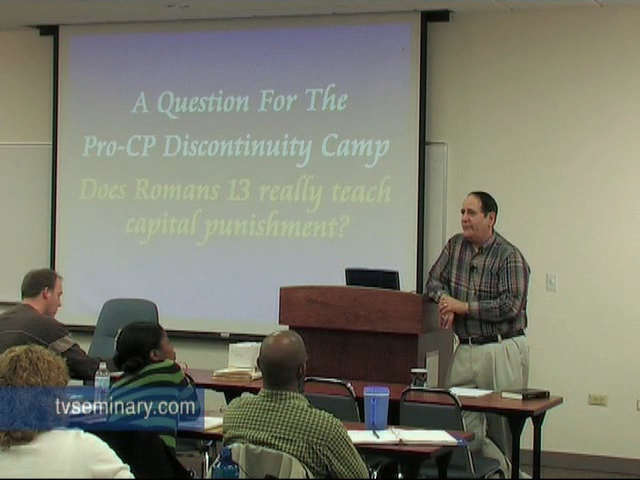 A Question For The
Pro-CP Discontinuity Camp
Does Romans 13 really teach
capital punishment?
tvseminary.com